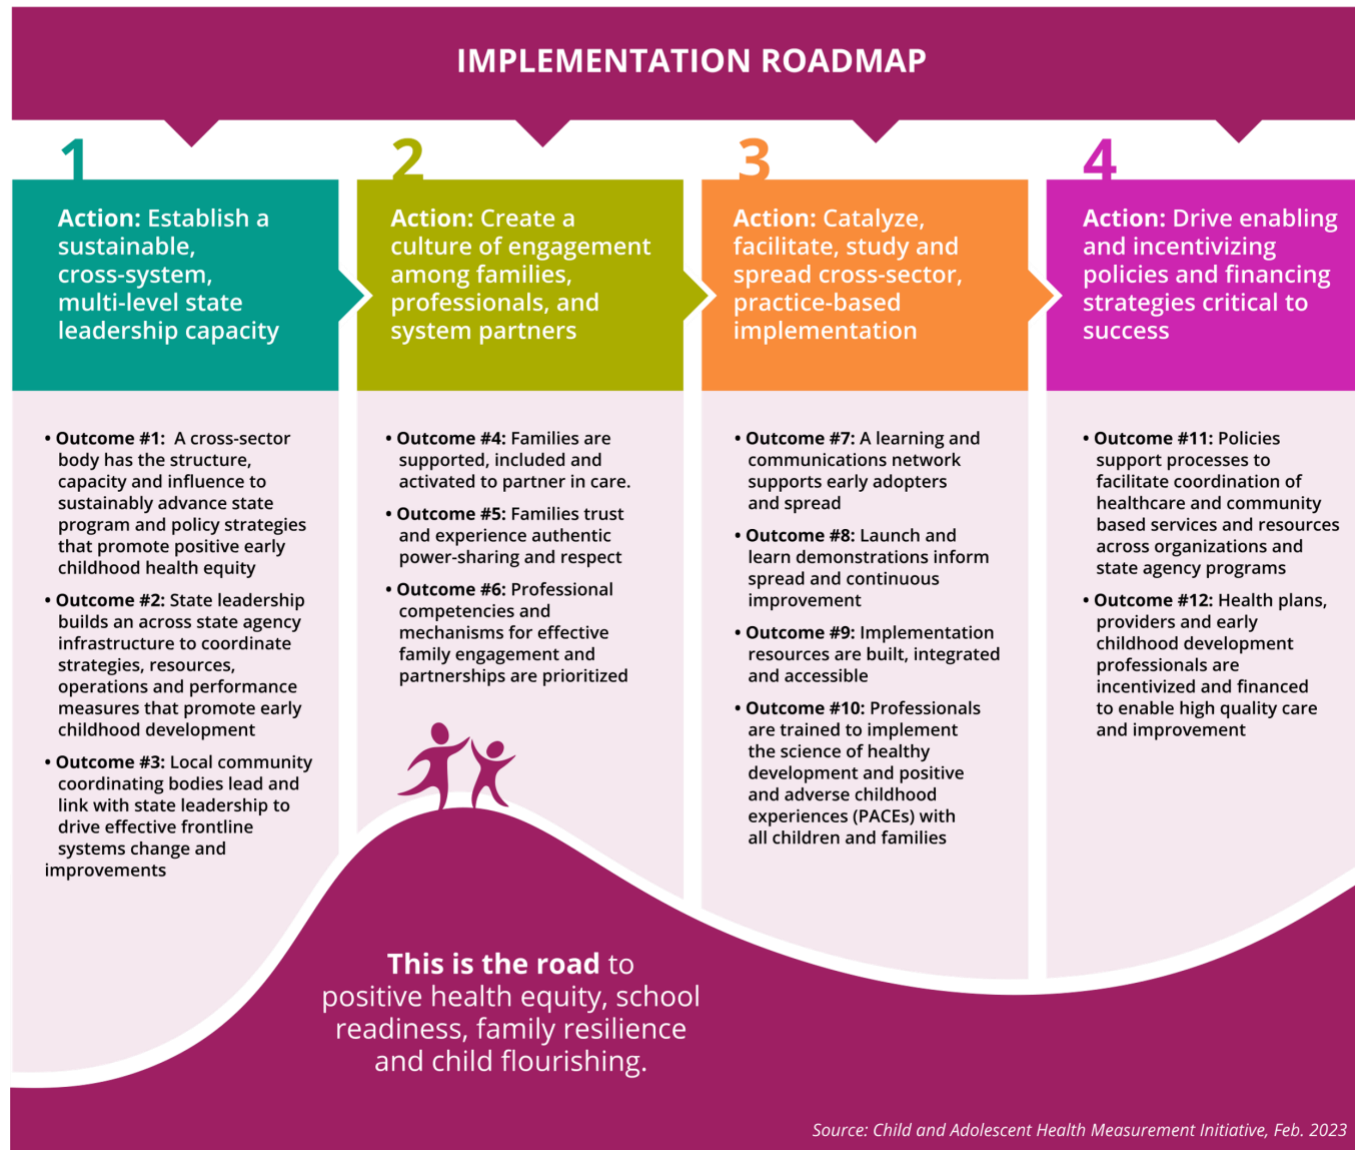 IMPLEMENTATION ROADMAP
1
Action: Establish a
sustainable,
cross-system,
multi-level state
leadership capacity
• Outcome #1: A cross-sector
body has the structure,
capacity and influence to
sustainably advance state
program and policy strategies
that promote positive early
childhood health equity
• Outcome #2: State leadership
builds an across state agency
infrastructure to coordinate
strategies, resources,
operations and performance
measures that promote early
childhood development
• Outcome #3: Local community
coordinating bodies lead and
link with state leadership to
drive effective frontline
systems change and
improvements
2
Action: Create a
culture of engagement
among families,
professionals, and
system partners
• Outcome #4: Families are
supported, included and
activated to partner in care.
• Outcome #5: Families trust
and experience authentic
power-sharing and respect
• Outcome #6: Professional
competencies and
mechanisms for effective
family engagement and
partnerships are prioritized
3
Action: Catalyze,
facilitate, study and
spread cross-sector,
practice-based
implementation
• Outcome #7: A learning and
communications network
supports early adopters
and spread
• Outcome #8: Launch and
learn demonstrations inform
spread and continuous
improvement
• Outcome #9: Implementation
resources are built, integrated
and accessible
• Outcome #10: Professionals
are trained to implement
the science of healthy
development and positive
and adverse childhood
experiences (PACEs) with
all children and families
4
Action: Drive enabling
and incentivizing
policies and financing
strategies critical to
success
• Outcome #11: Policies
support processes to
facilitate coordination of
healthcare and community
based services and resources
across organizations and
state agency programs
• Outcome #12: Health plans,
providers and early
childhood development
professionals are
incentivized and financed
to enable high quality care
and improvement
This is the road to
positive health equity, school
readiness, family resilience
and child flourishing.
Source: Child and Adolescent Health Measurement Initiative, Feb. 2023